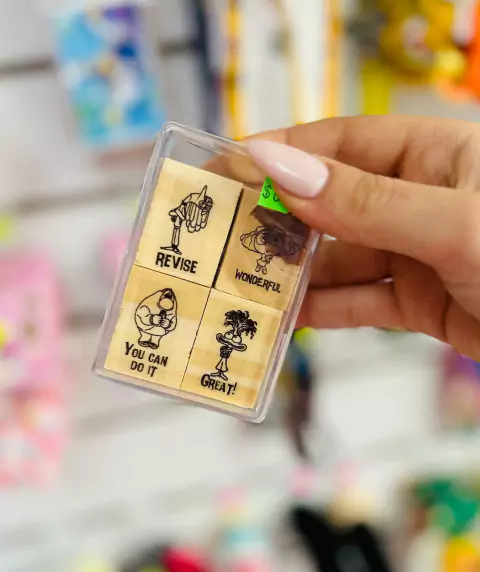 REVISE
WONDERFUL
YOU CAN
DO IT
GREAT!